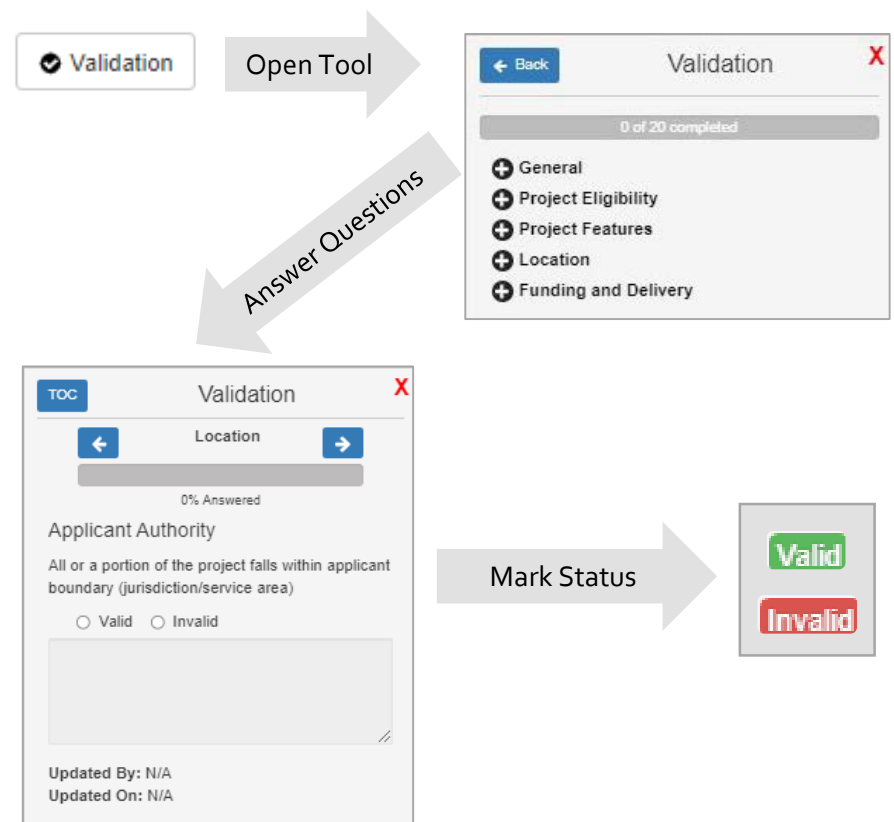 Validation
Open Tool
Back
Validation
X
0 of 20 completed
General
Project Eligibility
Project Features
Location
Funding and Delivery
Answer Questions
TOC
Validation
X
Location
0% Answered
Applicant Authority
All or a portion of the project falls within applicant
boundary (jurisdiction/service area)
Valid Invalid
Updated By: N/A
Updated On: N/A
Mark Status
Valid
Invalid